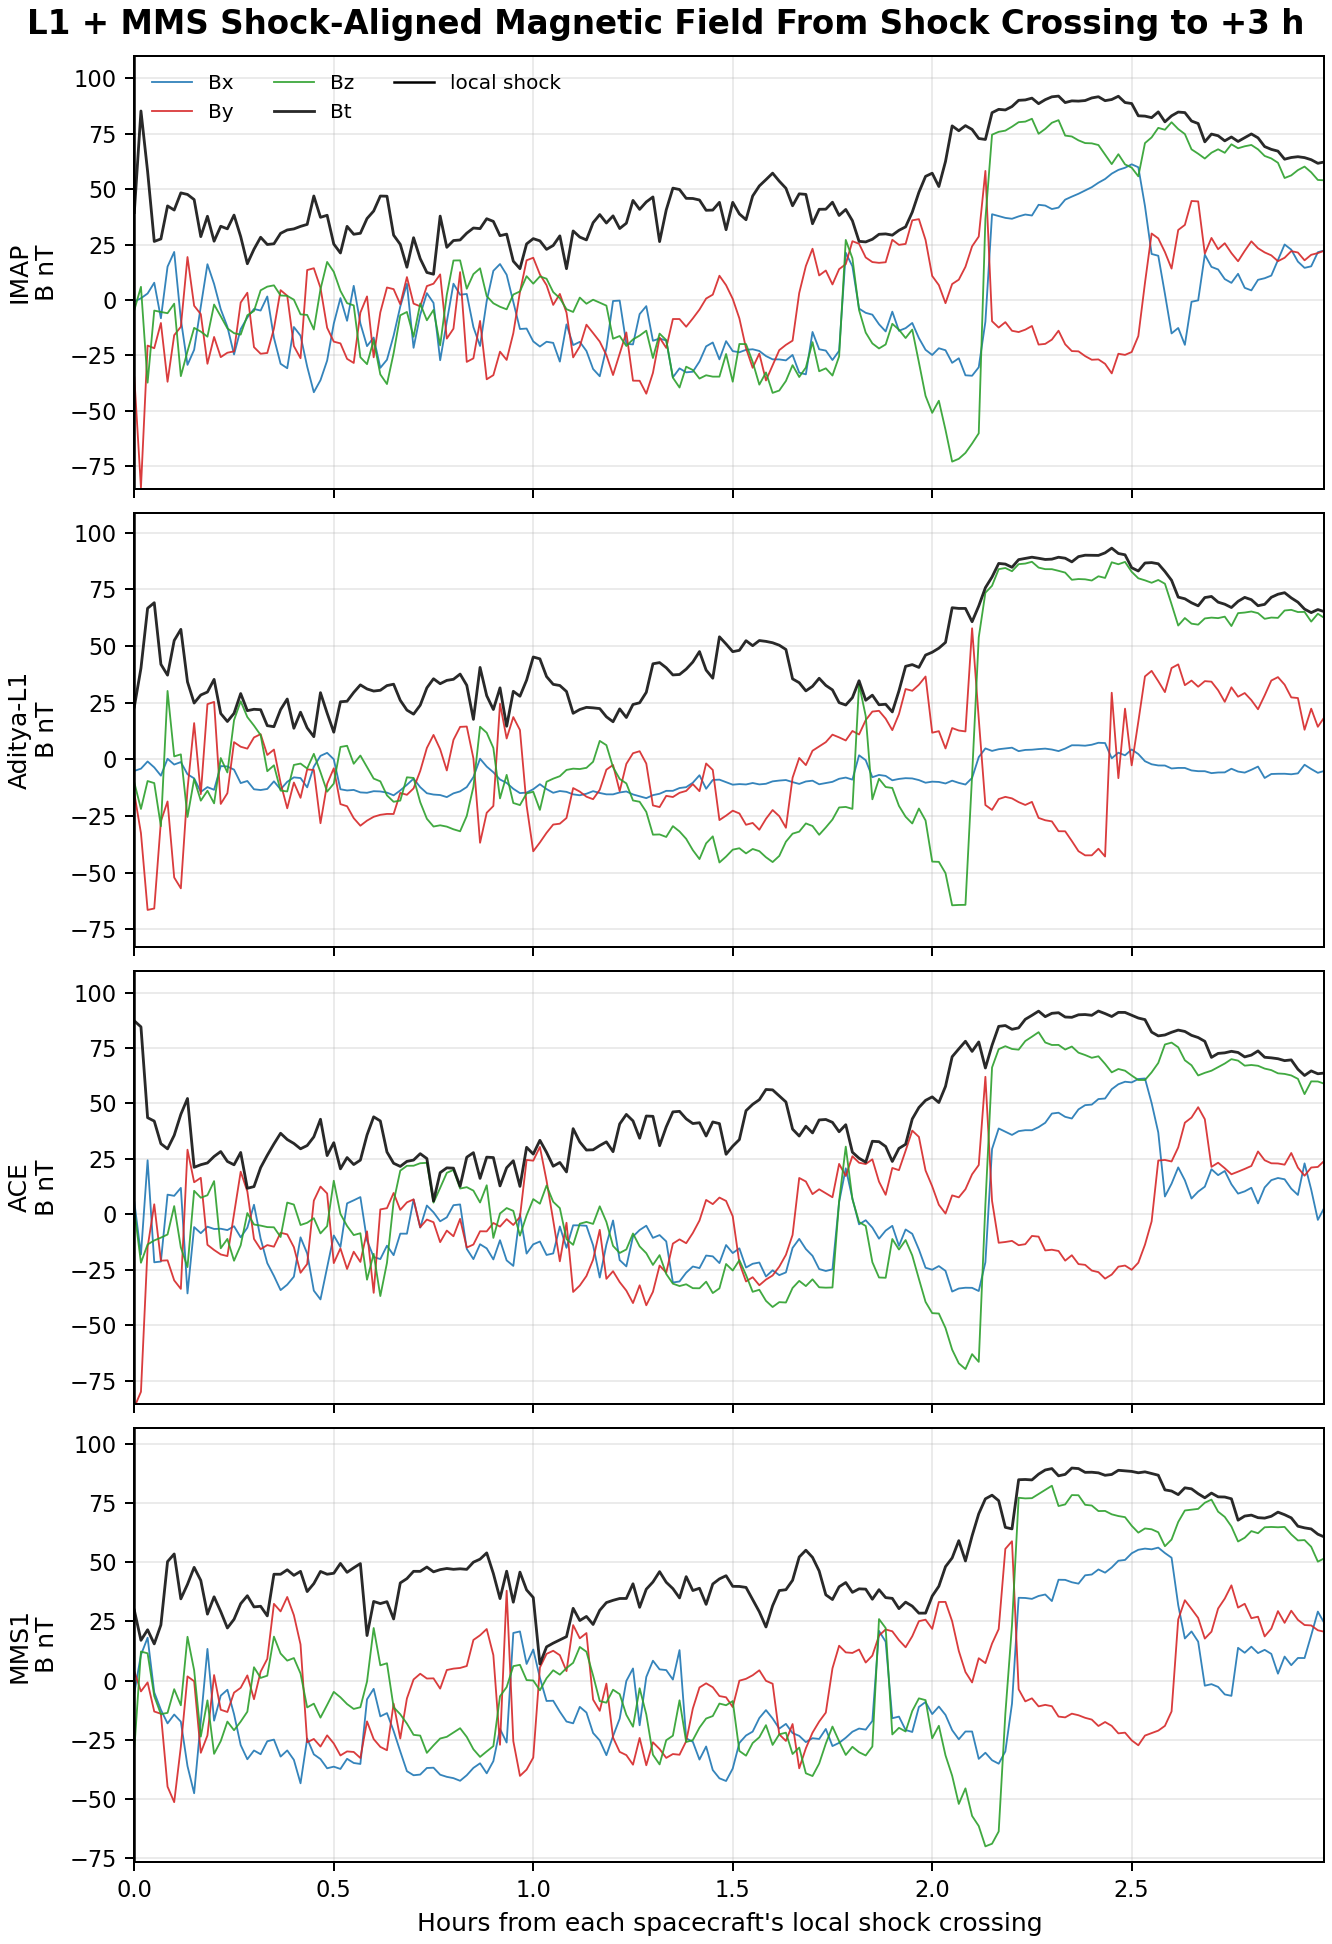 L1 + MMS Shock-Aligned Magnetic Field From Shock Crossing to +3 h
Bx Bz local shock
By Bt
100
75
50
25
0
−25
−50
−75
IMAP
B nT
100
75
50
25
0
−25
−50
−75
Aditya-L1
B nT
100
75
50
25
0
−25
−50
−75
ACE
B nT
100
75
50
25
0
−25
−50
−75
MMS1
B nT
0.0 0.5 1.0 1.5 2.0 2.5
Hours from each spacecraft's local shock crossing